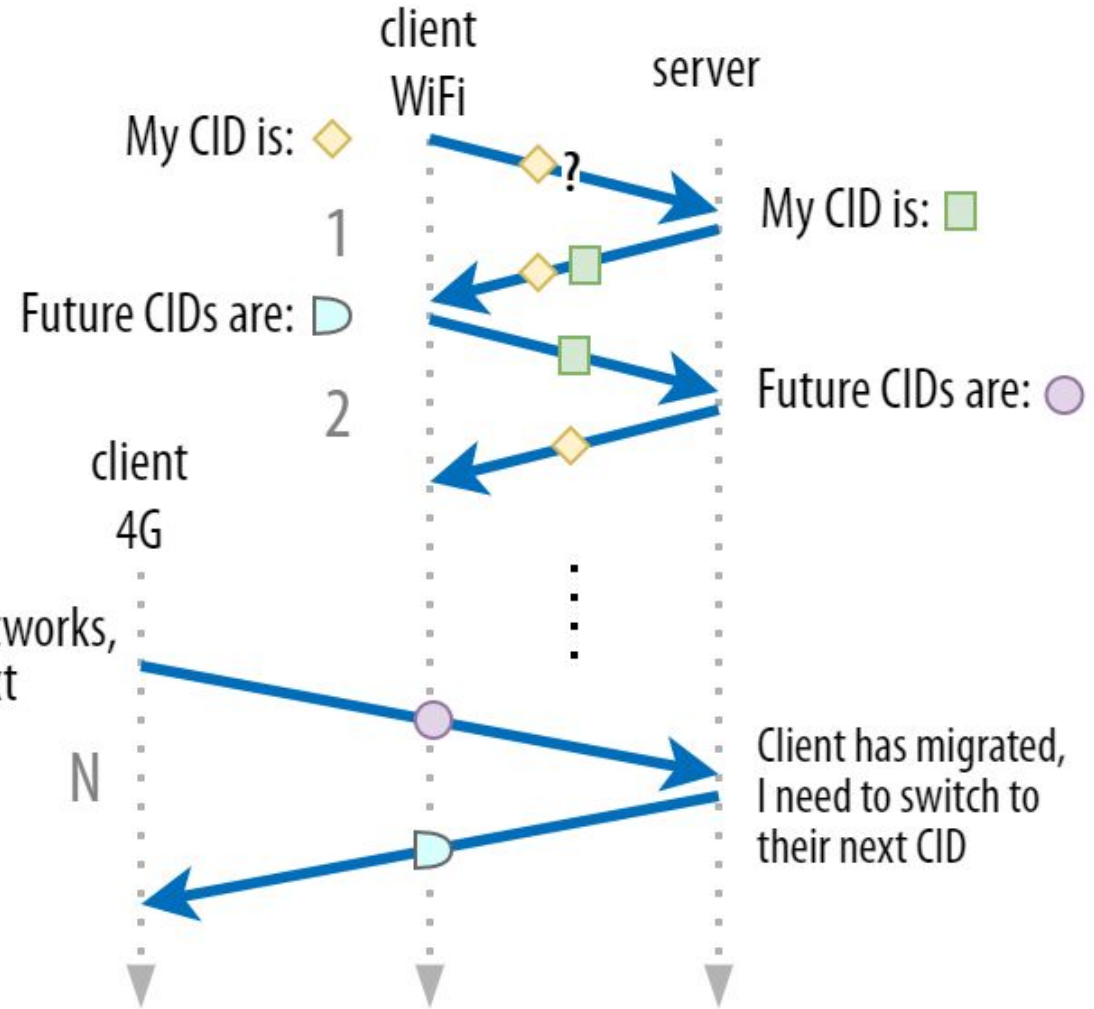 client
WiFi
server
My CID is:
?
My CID is:
1
Future CIDs are:
Future CIDs are:
2
client
4G
Client has migrated,
I need to switch to
their next CID
N